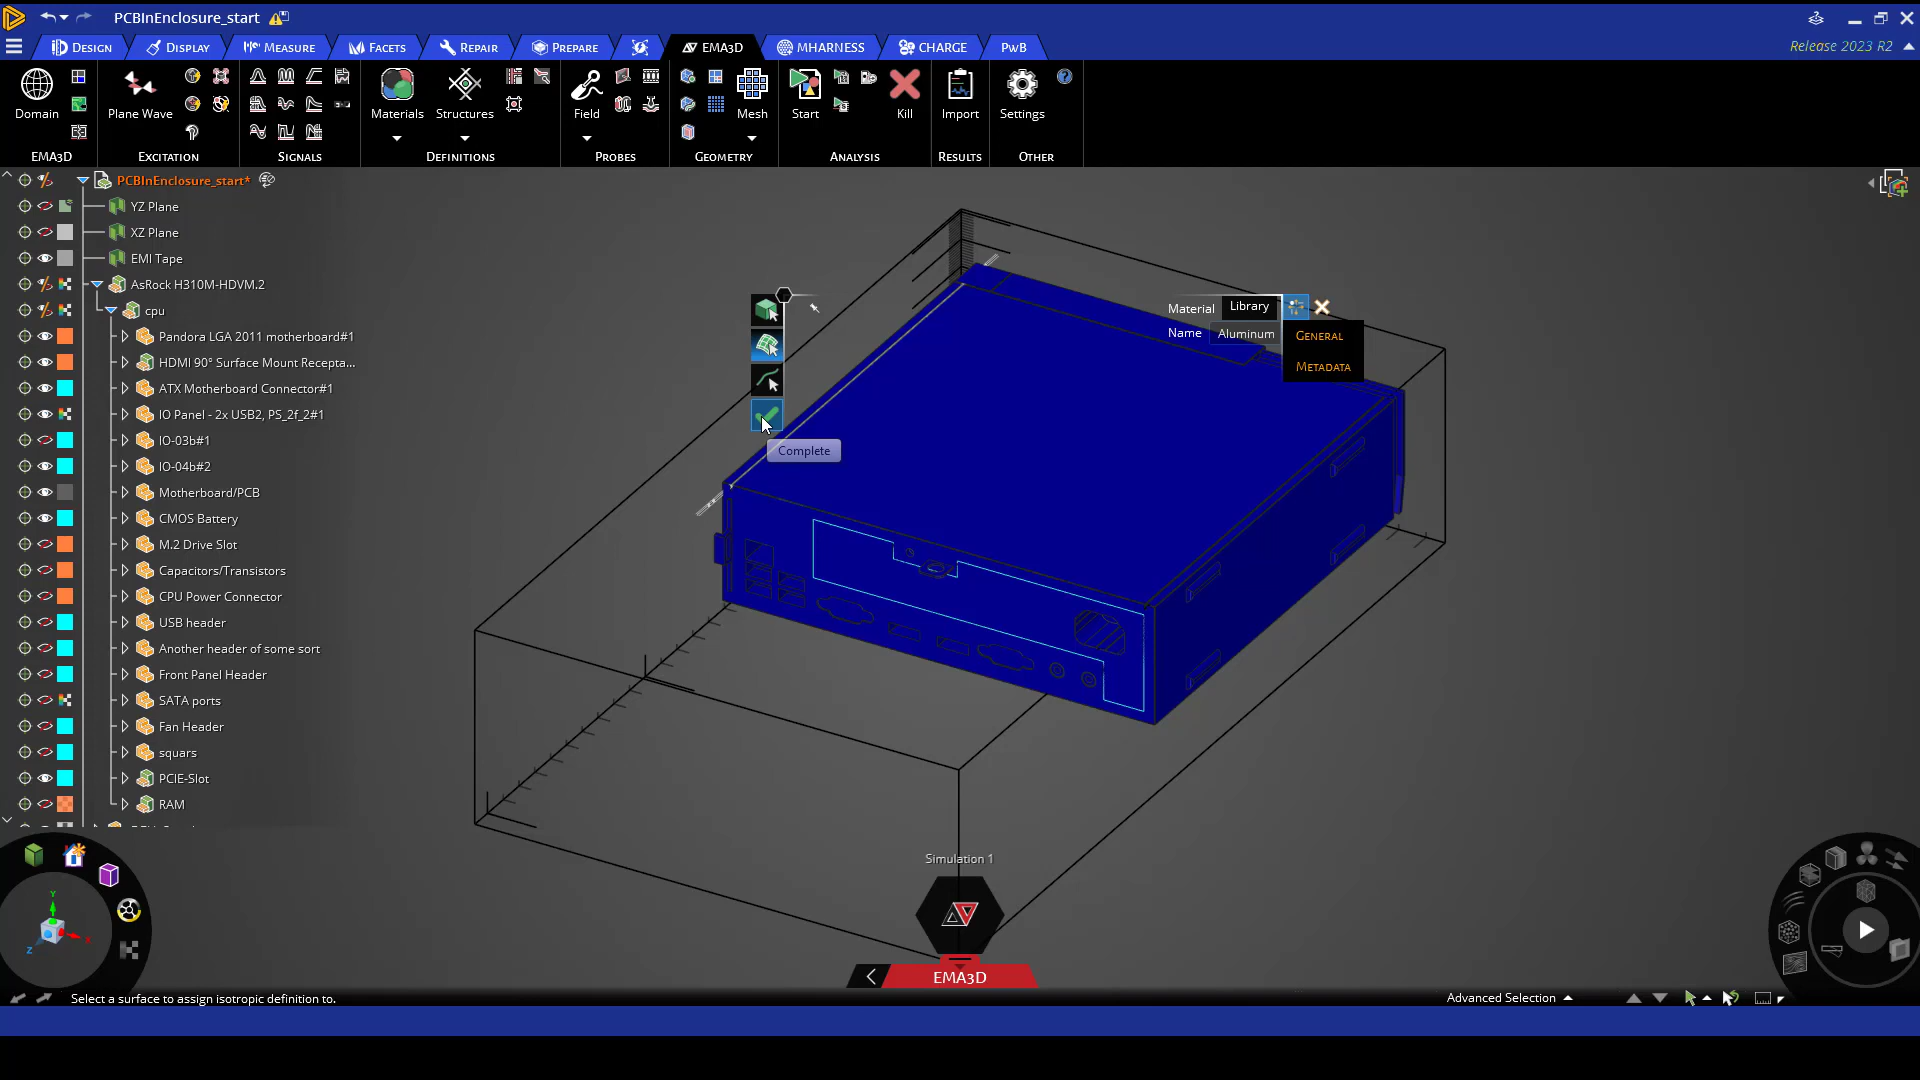 PCBInEnclosure_start
Design
Display
Measure
Facets
Repair
Prepare
EMA3D
MHARNESS
CHARGE
PwB
Release 2023 R2
Domain
Plane Wave
Materials
Structures
Field
Mesh
Start
Kill
Import
Settings
EMA3D
Excitation
Signals
Definitions
Probes
Geometry
Analysis
Results
Other
PCBInEnclosure_start*
YZ Plane
XZ Plane
EMI Tape
AsRock H310M-HDVM.2
cpu
Pandora LGA 2011 motherboard#1
HDMI 90° Surface Mount Recepta...
ATX Motherboard Connector#1
IO Panel - 2x USB2, PS_2f_2#1
IO-03b#1
IO-04b#2
Motherboard/PCB
CMOS Battery
M.2 Drive Slot
Capacitors/Transistors
CPU Power Connector
USB header
Another header of some sort
Front Panel Header
SATA ports
Fan Header
squars
PCIE-Slot
RAM
Material Library
Name Aluminum
General
Metadata
Complete
Y
X
Z
Simulation 1
EMA3D
Select a surface to assign isotropic definition to.
Advanced Selection